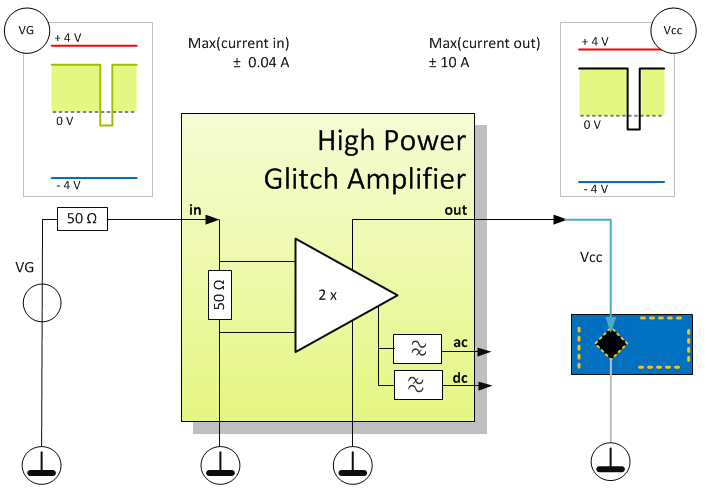 VG
+ 4 V
0 V
- 4 V
Max(current in)
± 0.04 A
Max(current out)
± 10 A
Vcc
+ 4 V
0 V
- 4 V
High Power
Glitch Amplifier
50 Ω
in
out
VG
50 Ω
2 x
Vcc
ac
dc